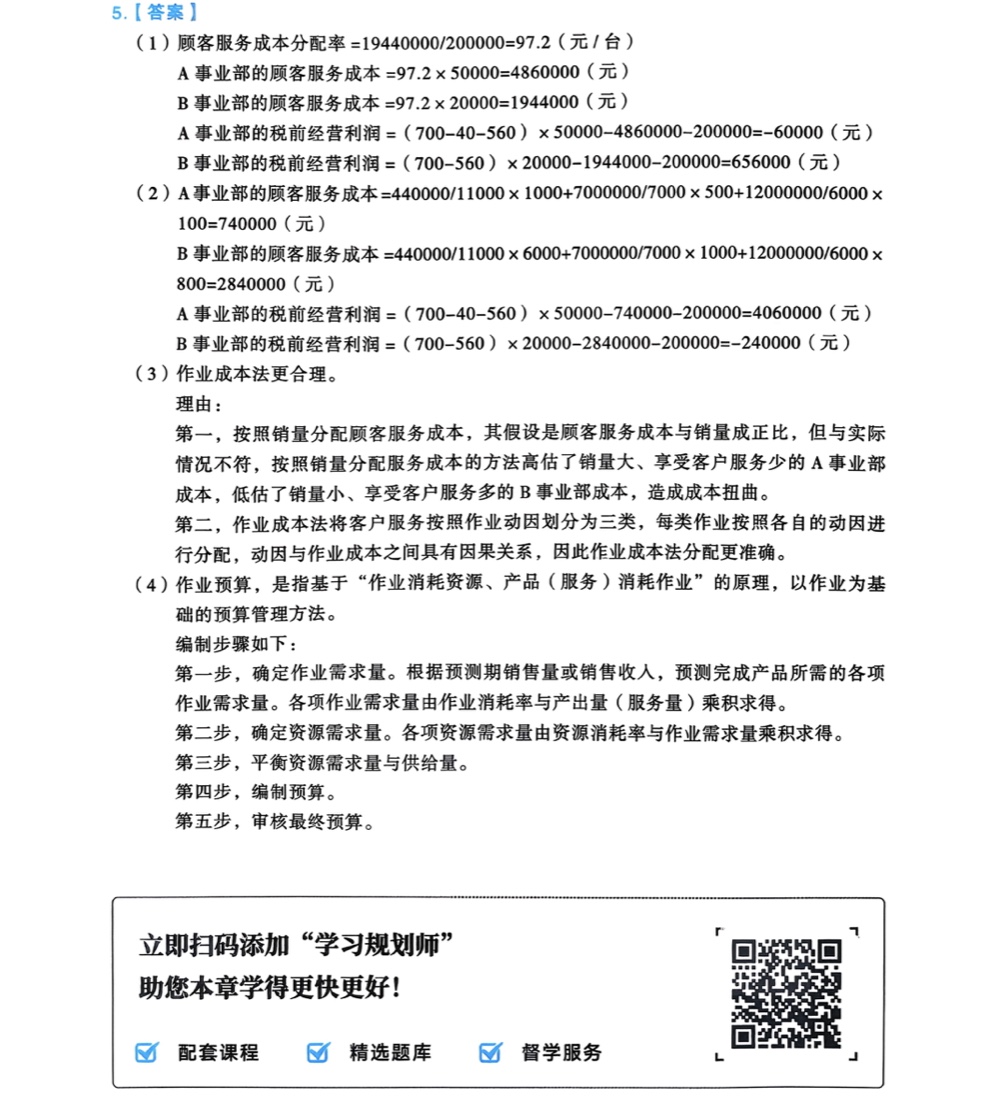 5.【答案】
（1）顾客服务成本分配率 =19440000/200000=97.2（元 / 台）
A 事业部的顾客服务成本 =97.2 × 50000=4860000（元）
B 事业部的顾客服务成本 =97.2 × 20000=1944000（元）
A 事业部的税前经营利润 =（700-40-560）× 50000-4860000-200000=-60000（元）
B 事业部的税前经营利润 =（700-560）× 20000-1944000-200000=656000（元）
（2）A 事业部的顾客服务成本 =440000/11000 × 1000+7000000/7000 × 500+12000000/6000 ×
100=740000（元）
B 事业部的顾客服务成本 =440000/11000 × 6000+7000000/7000 × 1000+12000000/6000 ×
800=2840000（元）
A 事业部的税前经营利润 =（700-40-560）× 50000-740000-200000=4060000（元）
B 事业部的税前经营利润 =（700-560）× 20000-2840000-200000=-240000（元）
（3）作业成本法更合理。
理由：
第一，按照销量分配顾客服务成本，其假设是顾客服务成本与销量成正比，但与实际
情况不符，按照销量分配服务成本的方法高估了销量大、享受客户服务少的 A 事业部
成本，低估了销量小、享受客户服务多的 B 事业部成本，造成成本扭曲。
第二，作业成本法将客户服务按照作业动因划分为三类，每类作业按照各自的动因进
行分配，动因与作业成本之间具有因果关系，因此作业成本法分配更准确。
（4）作业预算，是指基于“作业消耗资源、产品（服务）消耗作业”的原理，以作业为基
础的预算管理方法。
编制步骤如下：
第一步，确定作业需求量。根据预测期销售量或销售收入，预测完成产品所需的各项
作业需求量。各项作业需求量由作业消耗率与产出量（服务量）乘积求得。
第二步，确定资源需求量。各项资源需求量由资源消耗率与作业需求量乘积求得。
第三步，平衡资源需求量与供给量。
第四步，编制预算。
第五步，审核最终预算。
立即扫码添加“学习规划师”
助您本章学得更快更好！
配套课程 精选题库 督学服务